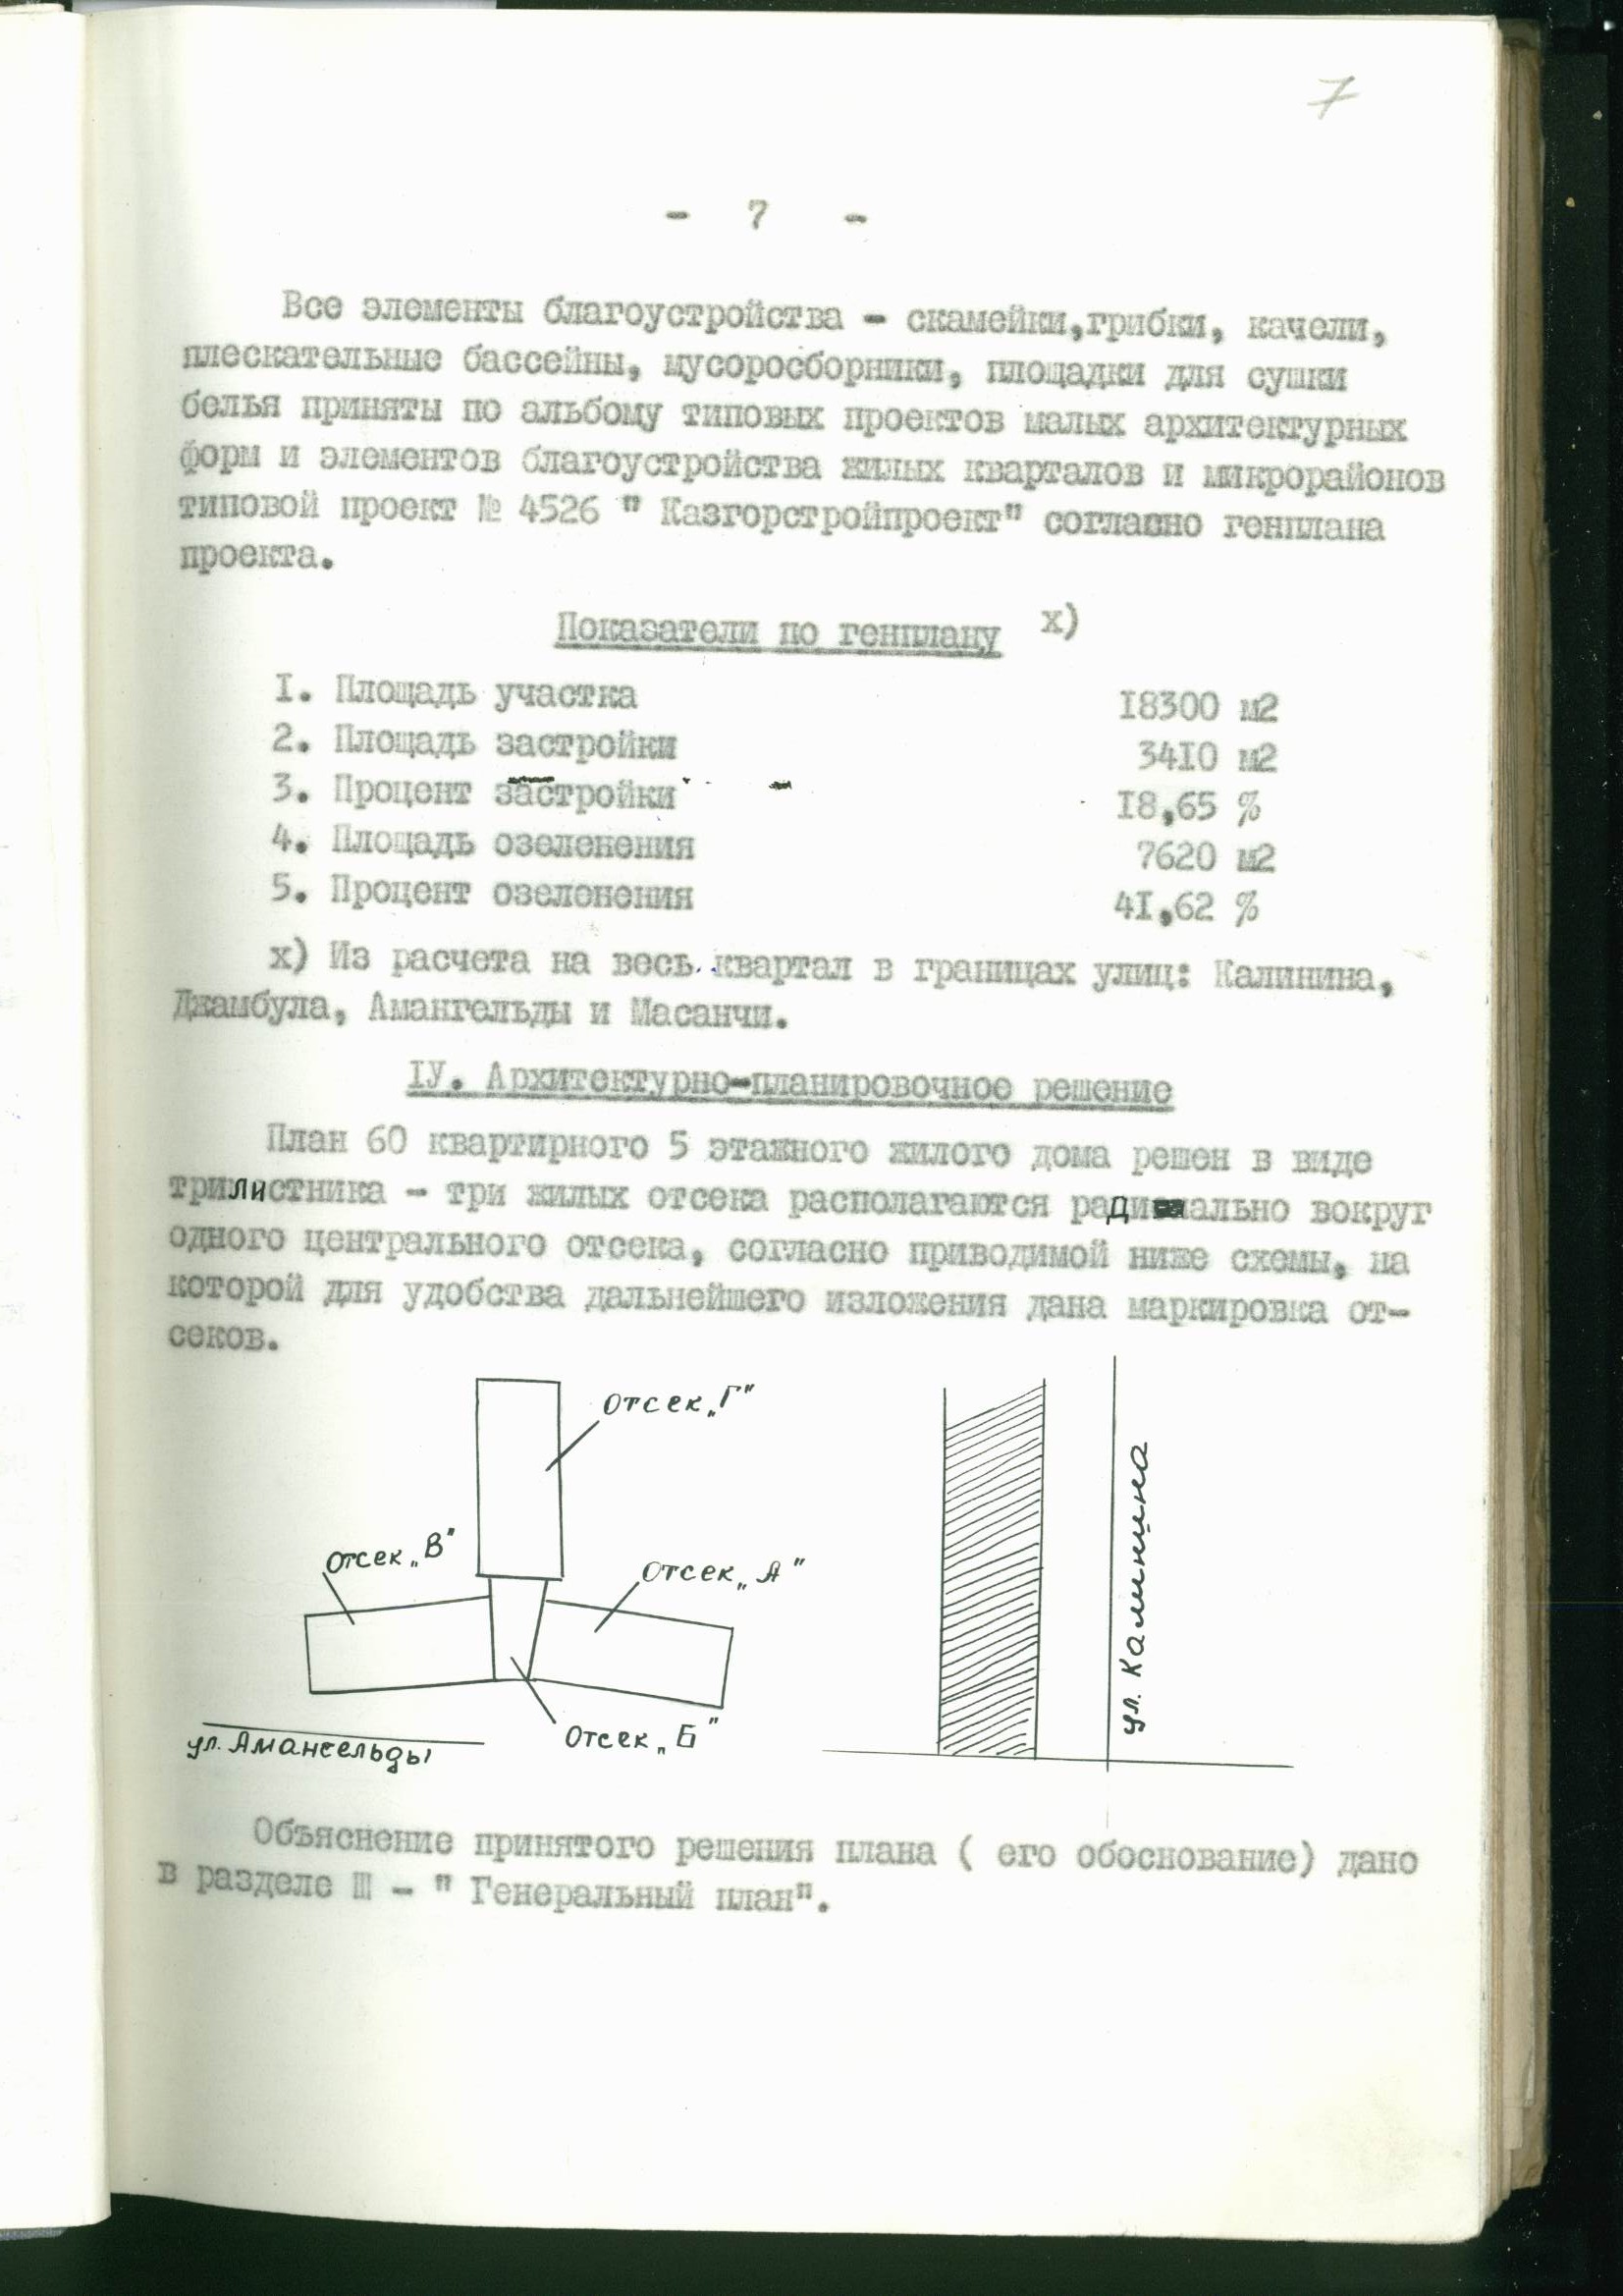 7
- 7 -
Все элементы благоустройства - скамейки,грибки, качели,
плескательные бассейны, мусоросборники, площадки для сушки
белья приняты по альбому типовых проектов малых архитектурных
форм и элементов благоустройства жилых кварталов и микрорайонов
типовой проект № 4526 " Казгорстройпроект" согласно генплана
проекта.
Показатели по генплану х)
I. Площадь участка I8300 м2
2. Площадь застройки 34I0 м2
3. Процент застройки - I8,65 %
4. Площадь озеленения 7620 м2
5. Процент озеленения 4I,62 %
х) Из расчета на весь квартал в границах улиц: Калинина,
Джамбула, Амангельды и Масанчи.
IУ. Архитектурно-планировочное решение
План 60 квартирного 5 этажного жилого дома решен в виде
трилистника - три жилых отсека располагаются радиально вокруг
одного центрального отсека, согласно приводимой ниже схемы, на
которой для удобства дальнейшего изложения дана маркировка от-
секов.
Отсек „Г"
Отсек „В"
Отсек „А"
Отсек „Б"
ул. Амангельды
ул. Калинина
Объяснение принятого решения плана ( его обоснование) дано
в разделе Ш - " Генеральный план".